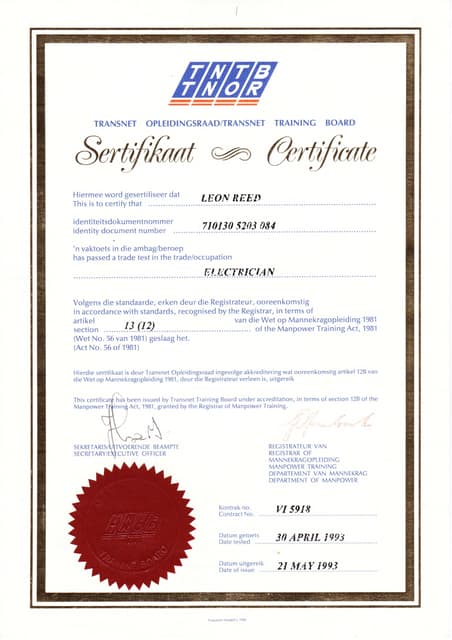 TNTB
TNOR
TRANSNET OPLEIDINGSRAAD/TRANSNET TRAINING BOARD
Sertifikaat Certificate
Hiermee word gesertifiseer dat
This is to certify that LEON REED
identiteitsdokumentnommer
identity document number 710130 5203 084
'n vaktoets in die ambag/beroep
has passed a trade test in the trade/occupation
ELECTRICIAN
Volgens die standaarde, erken deur die Registrateur, ooreenkomstig
in accordance with standards, recognised by the Registrar, in terms of
artikel van die Wet op Mannekragopleiding 1981
section 13 (12) of the Manpower Training Act, 1981
(Wet No. 56 van 1981) geslaag het.
(Act No. 56 of 1981)
Hierdie sertifikaat is deur Transnet Opleidingsraad ingevolge akkreditering wat ooreenkomstig artikel 12B van
die Wet op Mannekragopleiding 1981, deur die Registrateur verleen is, uitgereik
This certificate has been issued by Transnet Training Board under accreditation, in terms of section 12B of the
Manpower Training Act, 1981, granted by the Registrar of Manpower Training.
SEKRETARIS/UITVOERENDE BEAMPTE
SECRETARY/EXECUTIVE OFFICER
REGISTRATEUR VAN
REGISTRAR OF
MANNEKRAGOPLEIDING
MANPOWER TRAINING
DEPARTEMENT VAN MANNEKRAG
DEPARTMENT OF MANPOWER
Kontrak no.
Contract No. VI 5918
Datum getoets
Date tested 30 APRIL 1993
Datum uitgereik
Date of issue 21 MAY 1993
TRAINING BOARD